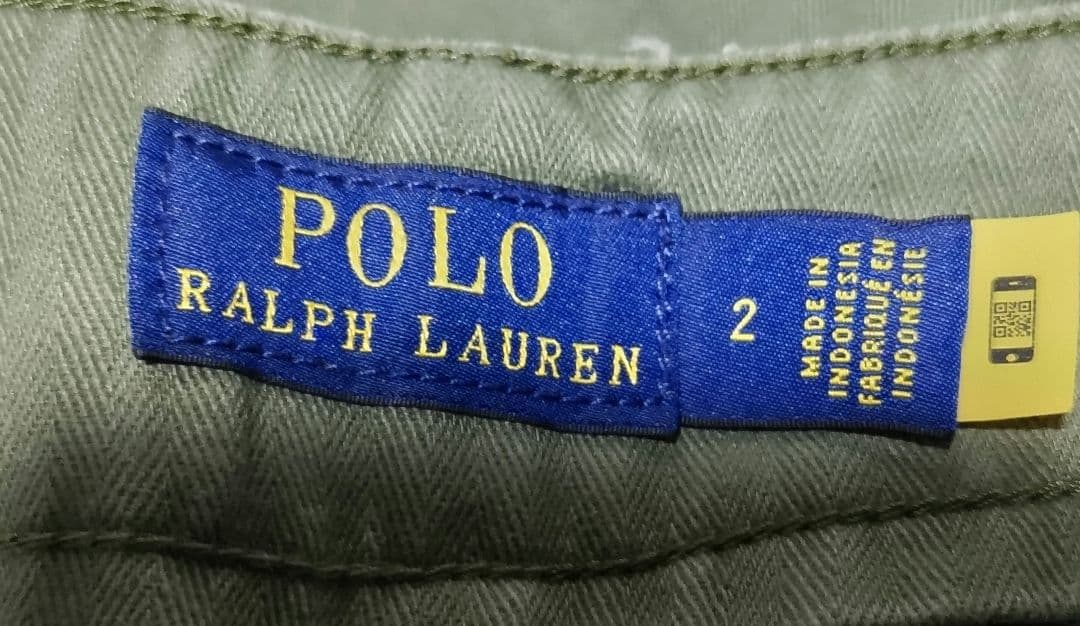 POLO
RALPH LAUREN
2
MADE IN
INDONESIA
FABRIQUÉ EN
INDONÉSIE